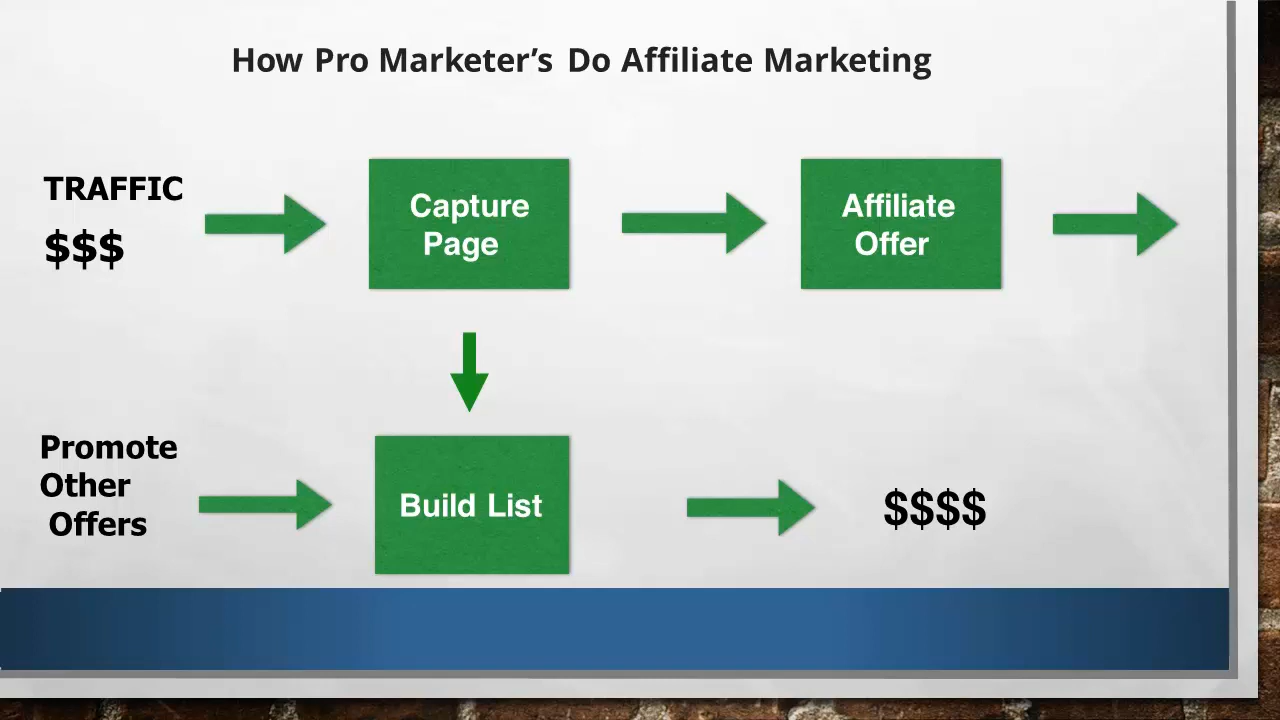 How Pro Marketer’s Do Affiliate Marketing
TRAFFIC
$$$
Capture
Page
Affiliate
Offer
Promote
Other
Offers
Build List
$$$$